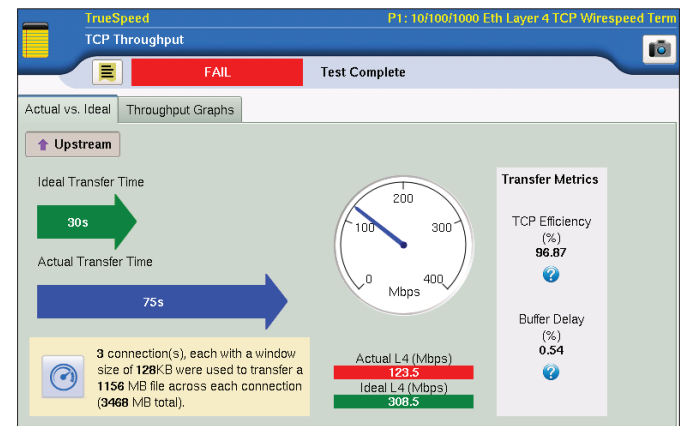 TrueSpeed
P1: 10/100/1000 Eth Layer 4 TCP Wirespeed Term
TCP Throughput
FAIL
Test Complete
Actual vs. Ideal
Throughput Graphs
Upstream
Ideal Transfer Time
30s
Actual Transfer Time
75s
3 connection(s), each with a window
size of 128KB were used to transfer a
1156 MB file across each connection
(3468 MB total).
200
100
300
0
400
Mbps
Actual L4 (Mbps)
123.5
Ideal L4 (Mbps)
308.5
Transfer Metrics
TCP Efficiency
(%)
96.87
?
Buffer Delay
(%)
0.54
?